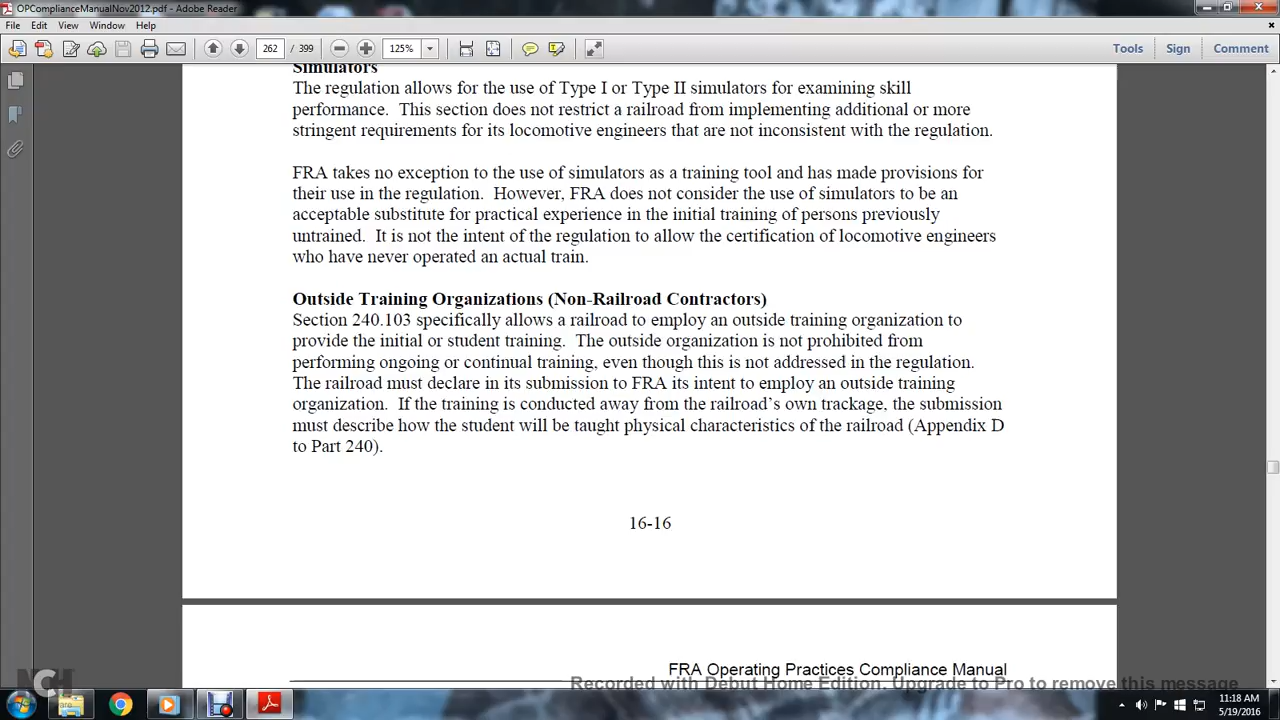 OPComplianceManualNov2012.pdf - Adobe Reader
File Edit View Window Help
262 / 399 125% Tools Sign Comment
Simulators
The regulation allows for the use of Type I or Type II simulators for examining skill
performance. This section does not restrict a railroad from implementing additional or more
stringent requirements for its locomotive engineers that are not inconsistent with the regulation.
FRA takes no exception to the use of simulators as a training tool and has made provisions for
their use in the regulation. However, FRA does not consider the use of simulators to be an
acceptable substitute for practical experience in the initial training of persons previously
untrained. It is not the intent of the regulation to allow the certification of locomotive engineers
who have never operated an actual train.
Outside Training Organizations (Non-Railroad Contractors)
Section 240.103 specifically allows a railroad to employ an outside training organization to
provide the initial or student training. The outside organization is not prohibited from
performing ongoing or continual training, even though this is not addressed in the regulation.
The railroad must declare in its submission to FRA its intent to employ an outside training
organization. If the training is conducted away from the railroad's own trackage, the submission
must describe how the student will be taught physical characteristics of the railroad (Appendix D
to Part 240).
16-16
FRA Operating Practices Compliance Manual
Recorded with Debut Home Edition. Upgrade to Pro to remove this message
NCH
11:18 AM
5/19/2016